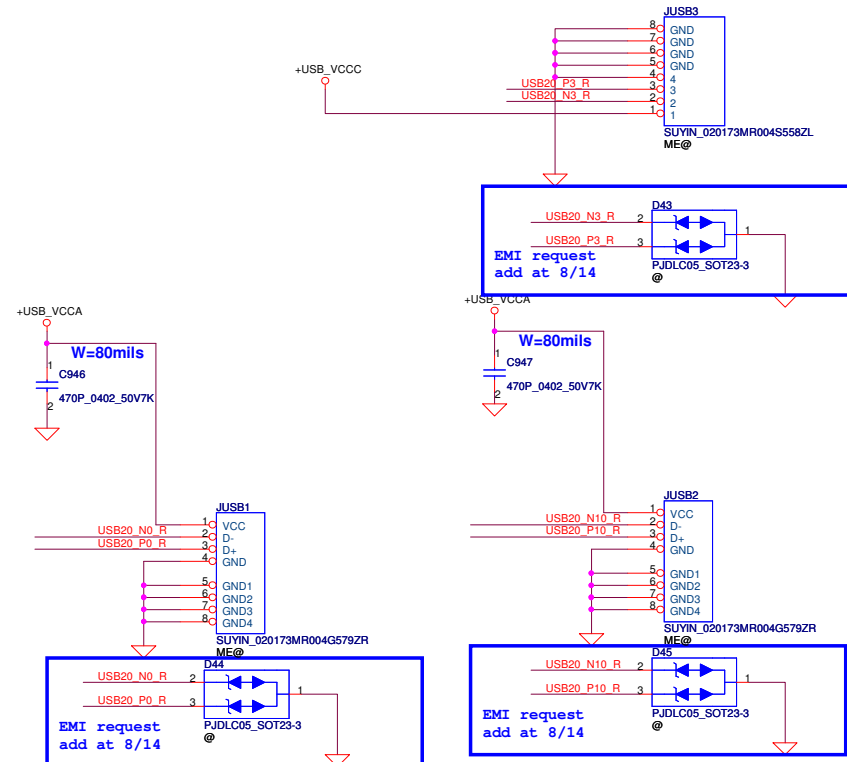 JUSB3
8 GND
7 GND
6 GND
5 GND
4 4
USB20_P3_R 3 3
USB20_N3_R 2 2
1 1
+USB_VCCC
SUYIN_020173MR004S558ZL
ME@
D43
USB20_N3_R 2
1
USB20_P3_R 3
EMI request
add at 8/14
PJDLC05_SOT23-3
@
+USB_VCCA
W=80mils
1
C946
470P_0402_50V7K
2
+USB_VCCA
W=80mils
1
C947
470P_0402_50V7K
2
JUSB1
1 VCC
USB20_N0_R 2 D-
USB20_P0_R 3 D+
4 GND
5 GND1
6 GND2
7 GND3
8 GND4
SUYIN_020173MR004G579ZR
ME@
JUSB2
1 VCC
USB20_N10_R 2 D-
USB20_P10_R 3 D+
4 GND
5 GND1
6 GND2
7 GND3
8 GND4
SUYIN_020173MR004G579ZR
ME@
D44
USB20_N0_R 2
1
USB20_P0_R 3
EMI request
add at 8/14
PJDLC05_SOT23-3
@
D45
USB20_N10_R 2
1
USB20_P10_R 3
EMI request
add at 8/14
PJDLC05_SOT23-3
@